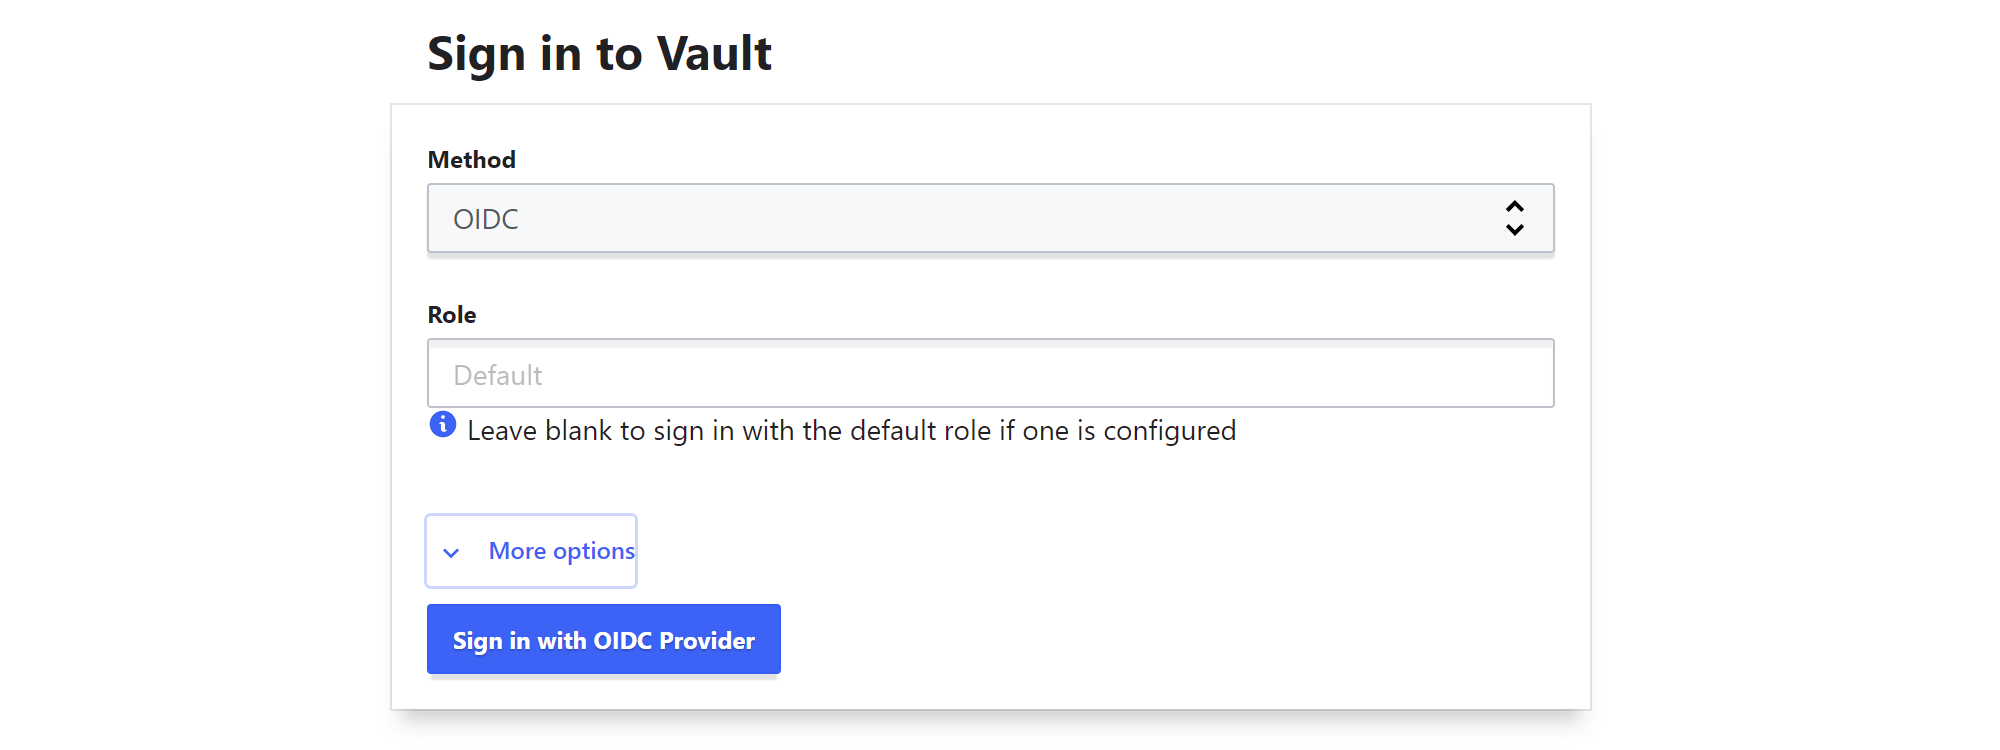 Sign in to Vault
Method
OIDC
Role
Default
Leave blank to sign in with the default role if one is configured
More options
Sign in with OIDC Provider